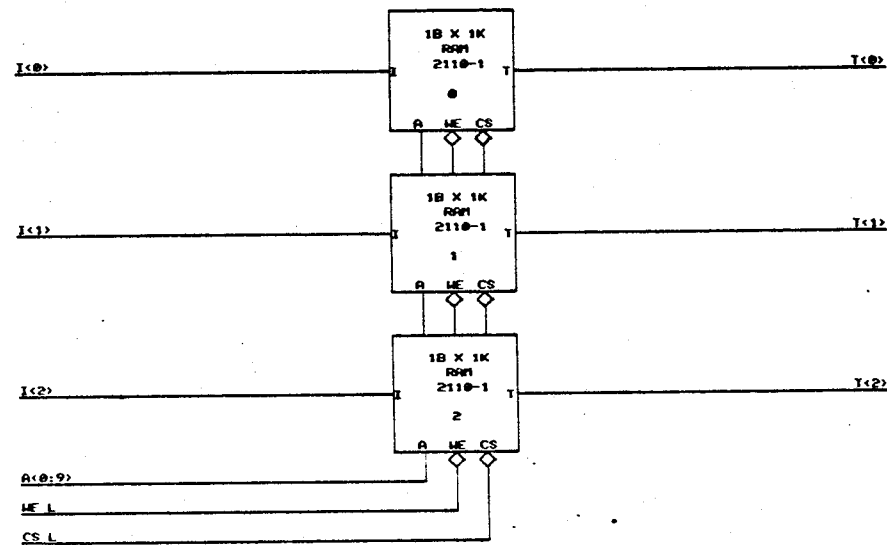 1B X 1K
RAM
2110-1
I<0>
I
T
T<0>
0
A WE CS
1B X 1K
RAM
2110-1
I<1>
I
T
T<1>
1
A WE CS
1B X 1K
RAM
2110-1
I<2>
I
T
T<2>
2
A WE CS
A<0:9>
WE L
CS L